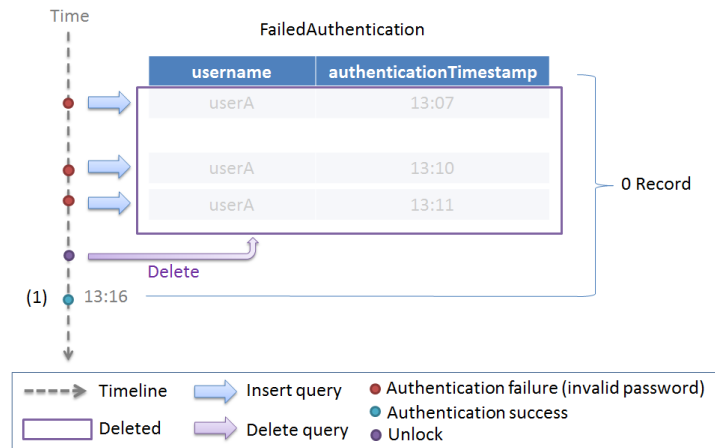 Time
FailedAuthentication
username authenticationTimestamp
userA 13:07
userA 13:10
userA 13:11
0 Record
Delete
(1) 13:16
Timeline Insert query Authentication failure (invalid password)
Authentication success
Deleted Delete query Unlock